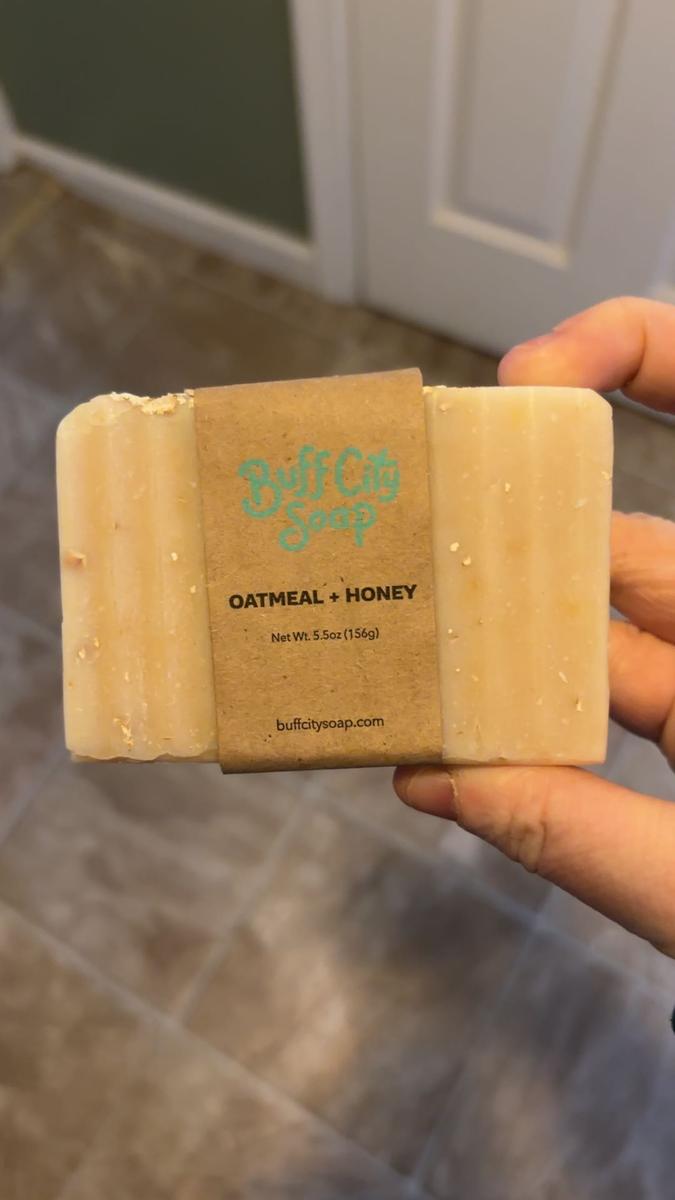 Buff City
Soap
OATMEAL + HONEY
Net Wt. 5.5oz (156g)
buffcitysoap.com